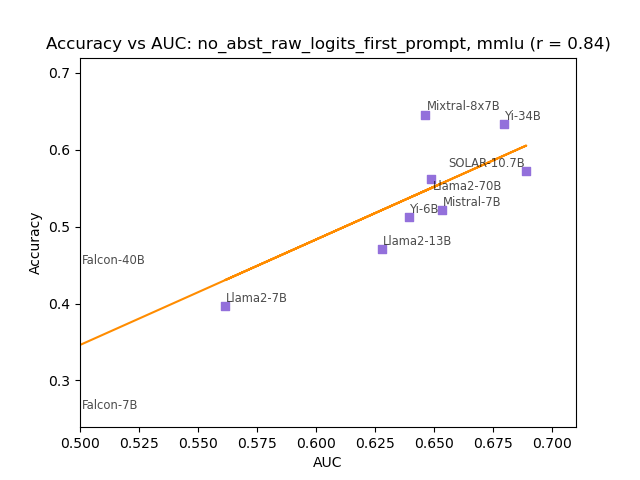 Accuracy vs AUC: no_abst_raw_logits_first_prompt, mmlu (r = 0.84)
0.7
Mixtral-8x7B
Yi-34B
0.6
SOLAR-10.7B
Llama2-70B
Mistral-7B
Yi-6B
0.5
Llama2-13B
Falcon-40B
Accuracy
Llama2-7B
0.4
0.3
Falcon-7B
0.500 0.525 0.550 0.575 0.600 0.625 0.650 0.675 0.700
AUC